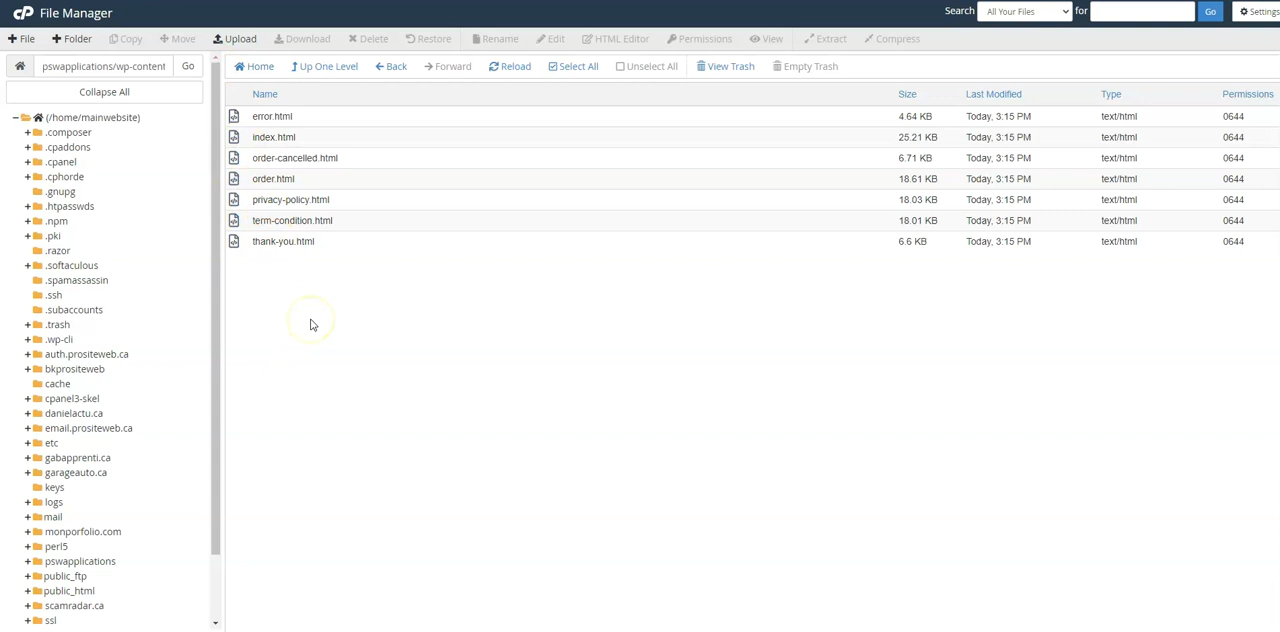 cP File Manager
Search All Your Files for Go Settings
+ File + Folder Copy Move Upload Download Delete Restore Rename Edit HTML Editor Permissions View Extract Compress
pswapplications/wp-content Go
Home Up One Level Back Forward Reload Select All Unselect All View Trash Empty Trash
Collapse All
Name Size Last Modified Type Permissions
error.html 4.64 KB Today, 3:15 PM text/html 0644
index.html 25.21 KB Today, 3:15 PM text/html 0644
order-cancelled.html 6.71 KB Today, 3:15 PM text/html 0644
order.html 18.61 KB Today, 3:15 PM text/html 0644
privacy-policy.html 18.03 KB Today, 3:15 PM text/html 0644
term-condition.html 18.01 KB Today, 3:15 PM text/html 0644
thank-you.html 6.6 KB Today, 3:15 PM text/html 0644
(/home/mainwebsite)
.composer
.cpaddons
.cpanel
.cphorde
.gnupg
.htpasswds
.npm
.pki
.razor
.softaculous
.spamassassin
.ssh
.subaccounts
.trash
.wp-cli
auth.prositeweb.ca
bkprositeweb
cache
cpanel3-skel
danielactu.ca
email.prositeweb.ca
etc
gabapprenti.ca
garageauto.ca
keys
logs
mail
monporfolio.com
perl5
pswapplications
public_ftp
public_html
scamradar.ca
ssl